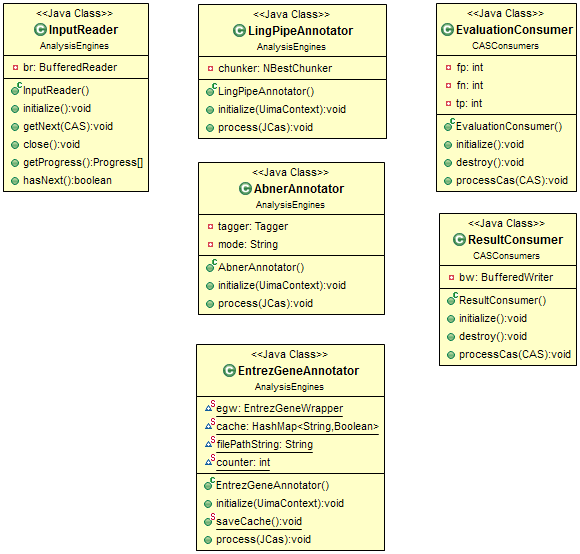 <<Java Class>>
InputReader
AnalysisEngines
br: BufferedReader
InputReader()
initialize():void
getNext(CAS):void
close():void
getProgress():Progress[]
hasNext():boolean
<<Java Class>>
LingPipeAnnotator
AnalysisEngines
chunker: NBestChunker
LingPipeAnnotator()
initialize(UimaContext):void
process(JCas):void
<<Java Class>>
AbnerAnnotator
AnalysisEngines
tagger: Tagger
mode: String
AbnerAnnotator()
initialize(UimaContext):void
process(JCas):void
<<Java Class>>
EntrezGeneAnnotator
AnalysisEngines
egw: EntrezGeneWrapper
cache: HashMap<String,Boolean>
filePathString: String
counter: int
EntrezGeneAnnotator()
initialize(UimaContext):void
saveCache():void
process(JCas):void
<<Java Class>>
EvaluationConsumer
CASConsumers
fp: int
fn: int
tp: int
EvaluationConsumer()
initialize():void
destroy():void
processCas(CAS):void
<<Java Class>>
ResultConsumer
CASConsumers
bw: BufferedWriter
ResultConsumer()
initialize():void
destroy():void
processCas(CAS):void